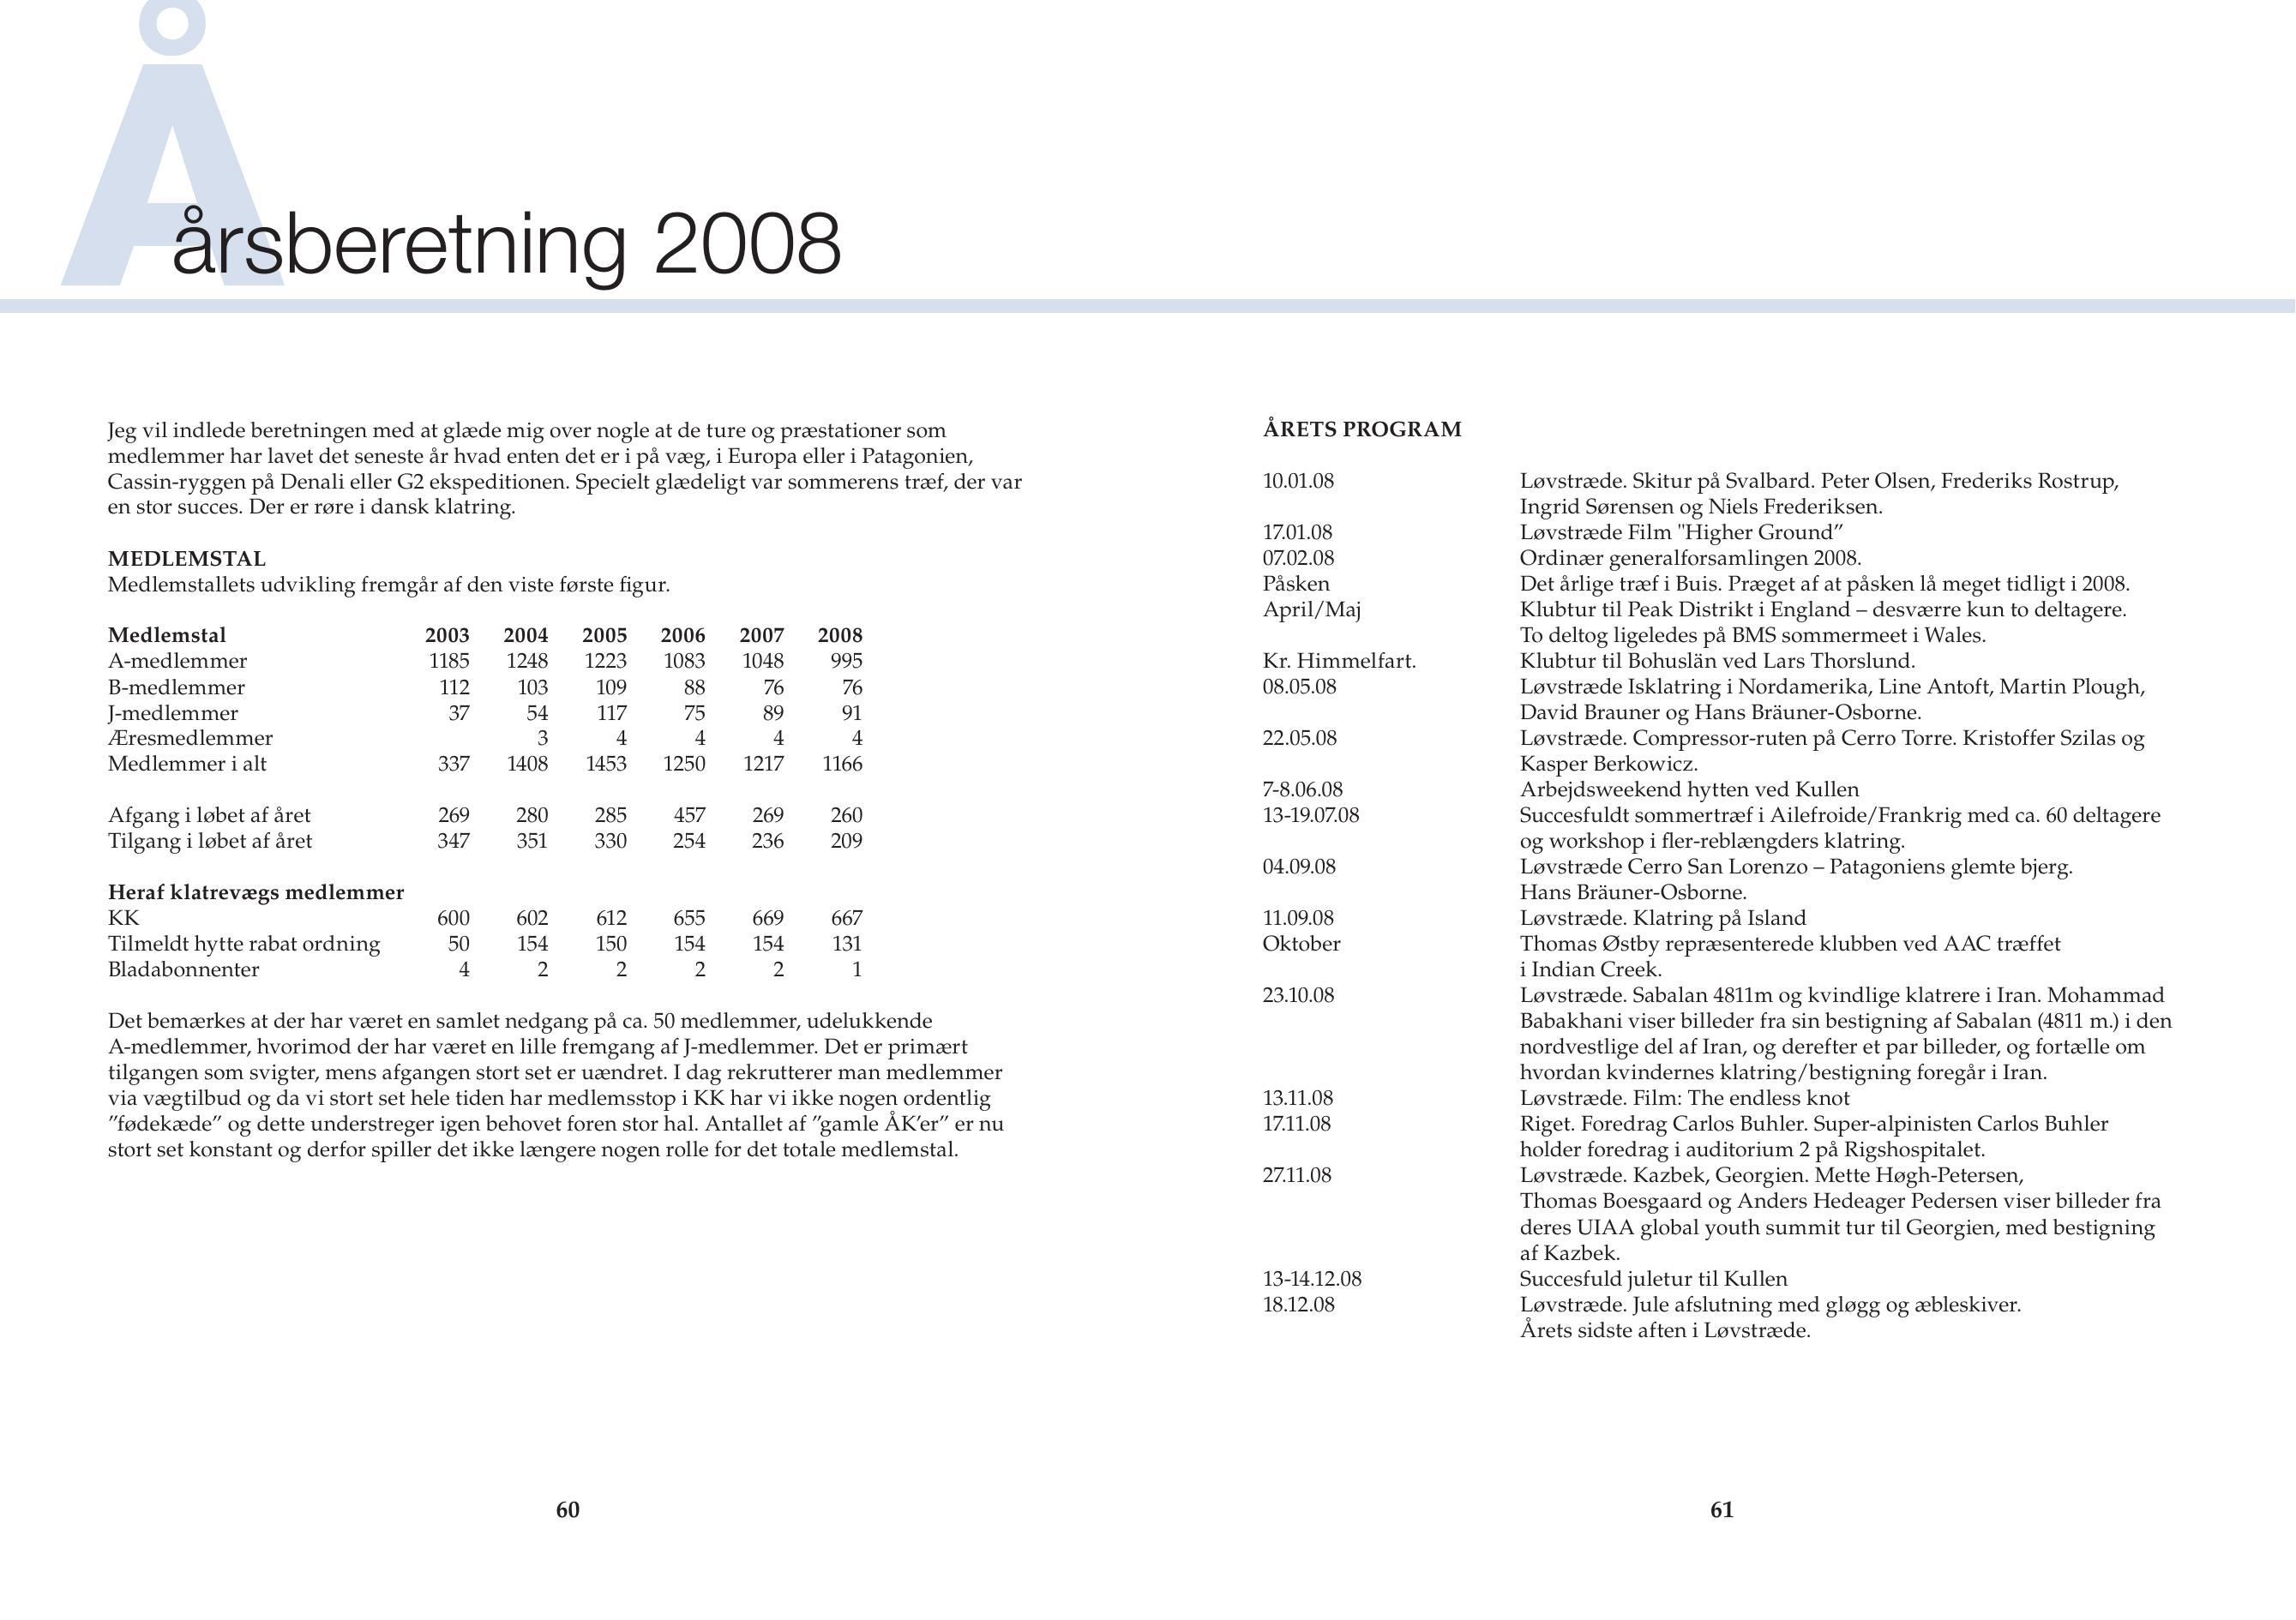 Å
årsberetning 2008
Jeg vil indlede beretningen med at glæde mig over nogle at de ture og præstationer som
medlemmer har lavet det seneste år hvad enten det er i på væg, i Europa eller i Patagonien,
Cassin-ryggen på Denali eller G2 ekspeditionen. Specielt glædeligt var sommerens træf, der var
en stor succes. Der er røre i dansk klatring.
MEDLEMSTAL
Medlemstallets udvikling fremgår af den viste første figur.
Medlemstal 2003 2004 2005 2006 2007 2008
A-medlemmer 1185 1248 1223 1083 1048 995
B-medlemmer 112 103 109 88 76 76
J-medlemmer 37 54 117 75 89 91
Æresmedlemmer 3 4 4 4 4
Medlemmer i alt 337 1408 1453 1250 1217 1166
Afgang i løbet af året 269 280 285 457 269 260
Tilgang i løbet af året 347 351 330 254 236 209
Heraf klatrevægs medlemmer
KK 600 602 612 655 669 667
Tilmeldt hytte rabat ordning 50 154 150 154 154 131
Bladabonnenter 4 2 2 2 2 1
Det bemærkes at der har været en samlet nedgang på ca. 50 medlemmer, udelukkende
A-medlemmer, hvorimod der har været en lille fremgang af J-medlemmer. Det er primært
tilgangen som svigter, mens afgangen stort set er uændret. I dag rekrutterer man medlemmer
via vægtilbud og da vi stort set hele tiden har medlemsstop i KK har vi ikke nogen ordentlig
”fødekæde” og dette understreger igen behovet foren stor hal. Antallet af ”gamle ÅK’er” er nu
stort set konstant og derfor spiller det ikke længere nogen rolle for det totale medlemstal.
60
ÅRETS PROGRAM
10.01.08 Løvstræde. Skitur på Svalbard. Peter Olsen, Frederiks Rostrup,
Ingrid Sørensen og Niels Frederiksen.
17.01.08 Løvstræde Film "Higher Ground”
07.02.08 Ordinær generalforsamlingen 2008.
Påsken Det årlige træf i Buis. Præget af at påsken lå meget tidligt i 2008.
April/Maj Klubtur til Peak Distrikt i England – desværre kun to deltagere.
To deltog ligeledes på BMS sommermeet i Wales.
Kr. Himmelfart. Klubtur til Bohuslän ved Lars Thorslund.
08.05.08 Løvstræde Isklatring i Nordamerika, Line Antoft, Martin Plough,
David Brauner og Hans Bräuner-Osborne.
22.05.08 Løvstræde. Compressor-ruten på Cerro Torre. Kristoffer Szilas og
Kasper Berkowicz.
7-8.06.08 Arbejdsweekend hytten ved Kullen
13-19.07.08 Succesfuldt sommertræf i Ailefroide/Frankrig med ca. 60 deltagere
og workshop i fler-reblængders klatring.
04.09.08 Løvstræde Cerro San Lorenzo – Patagoniens glemte bjerg.
Hans Bräuner-Osborne.
11.09.08 Løvstræde. Klatring på Island
Oktober Thomas Østby repræsenterede klubben ved AAC træffet
i Indian Creek.
23.10.08 Løvstræde. Sabalan 4811m og kvindlige klatrere i Iran. Mohammad
Babakhani viser billeder fra sin bestigning af Sabalan (4811 m.) i den
nordvestlige del af Iran, og derefter et par billeder, og fortælle om
hvordan kvindernes klatring/bestigning foregår i Iran.
13.11.08 Løvstræde. Film: The endless knot
17.11.08 Riget. Foredrag Carlos Buhler. Super-alpinisten Carlos Buhler
holder foredrag i auditorium 2 på Rigshospitalet.
27.11.08 Løvstræde. Kazbek, Georgien. Mette Høgh-Petersen,
Thomas Boesgaard og Anders Hedeager Pedersen viser billeder fra
deres UIAA global youth summit tur til Georgien, med bestigning
af Kazbek.
13-14.12.08 Succesfuld juletur til Kullen
18.12.08 Løvstræde. Jule afslutning med gløgg og æbleskiver.
Årets sidste aften i Løvstræde.
61